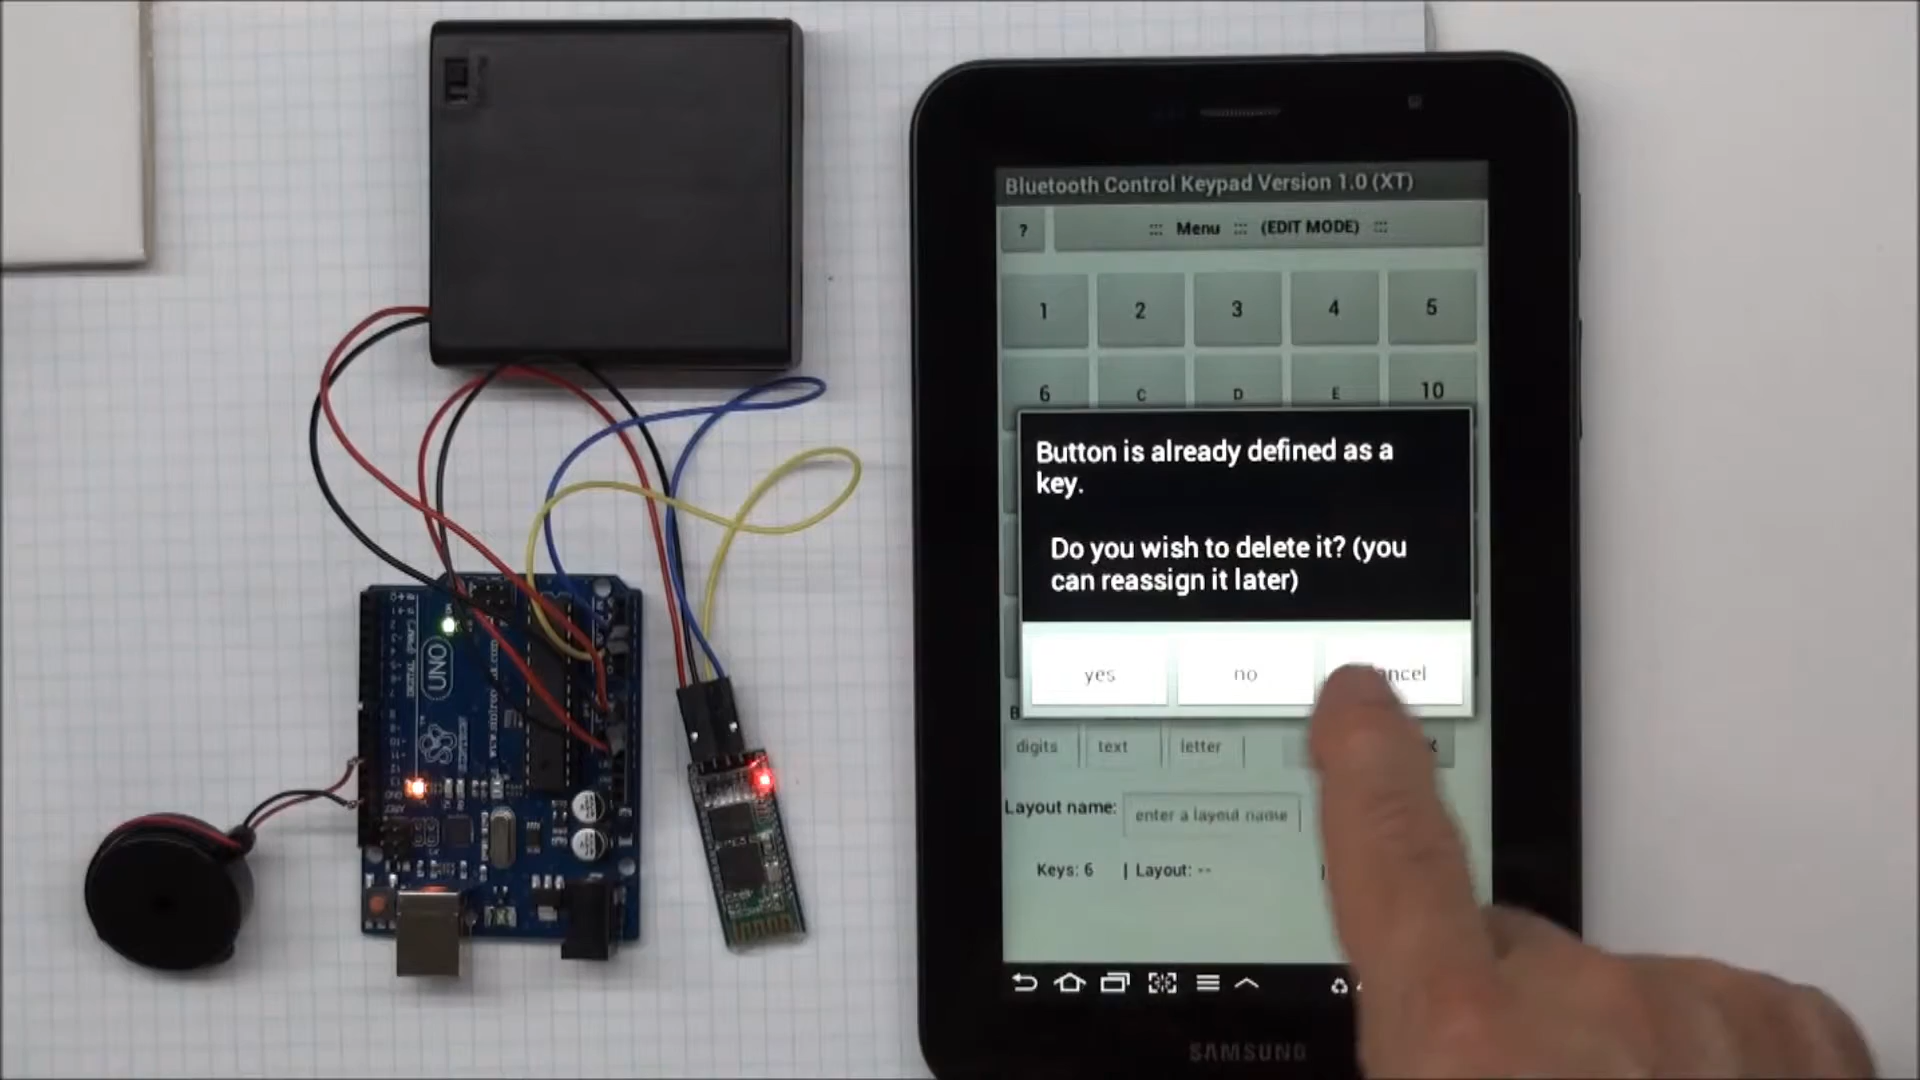 Bluetooth Control Keypad Version 1.0 (XT)
?
::: Menu ::: (EDIT MODE) :::
1 2 3 4 5
6 C D E 10
Button is already defined as a
key.
Do you wish to delete it? (you
can reassign it later)
yes no ancel
digits text letter
Layout name: enter a layout name
Keys: 6 | Layout: --
SAMSUNG
UNO